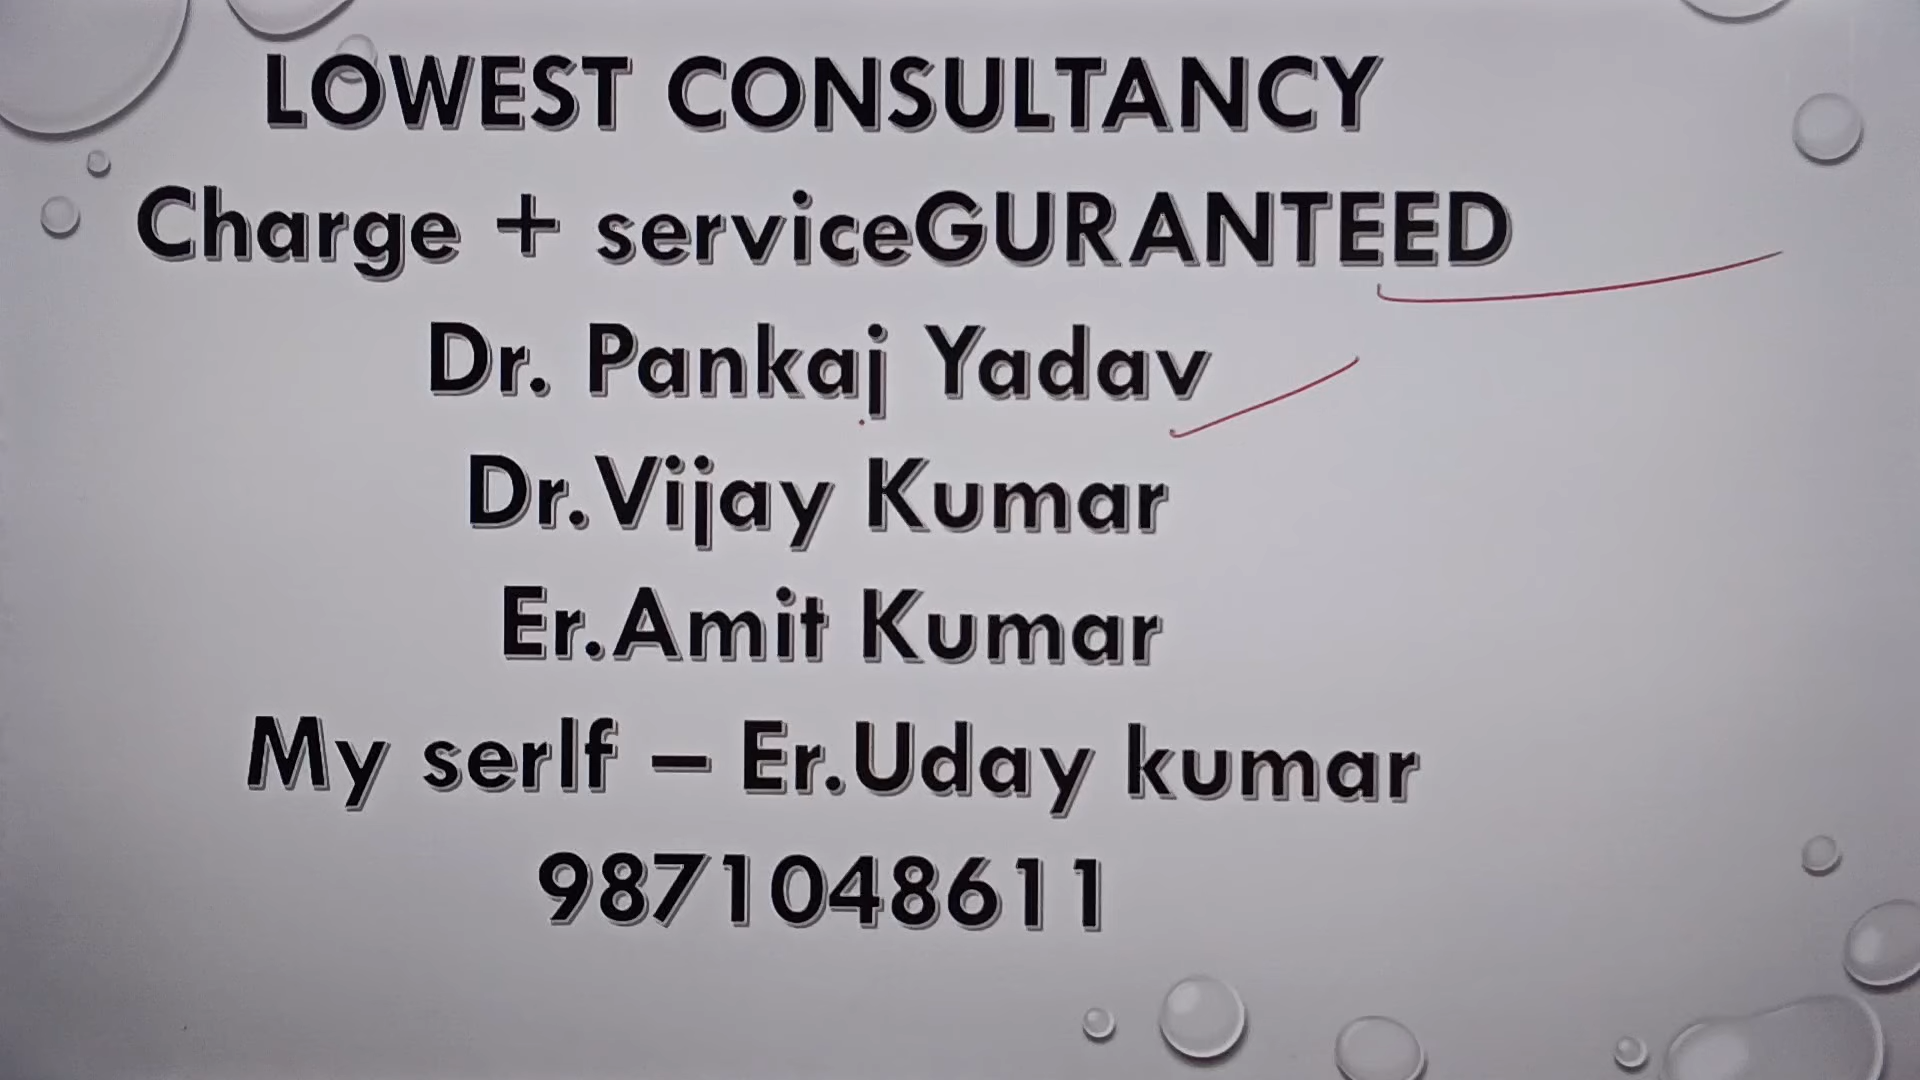 LOWEST CONSULTANCY
Charge + serviceGURANTEED
Dr. Pankaj Yadav
Dr.Vijay Kumar
Er.Amit Kumar
My serlf – Er.Uday kumar
9871048611